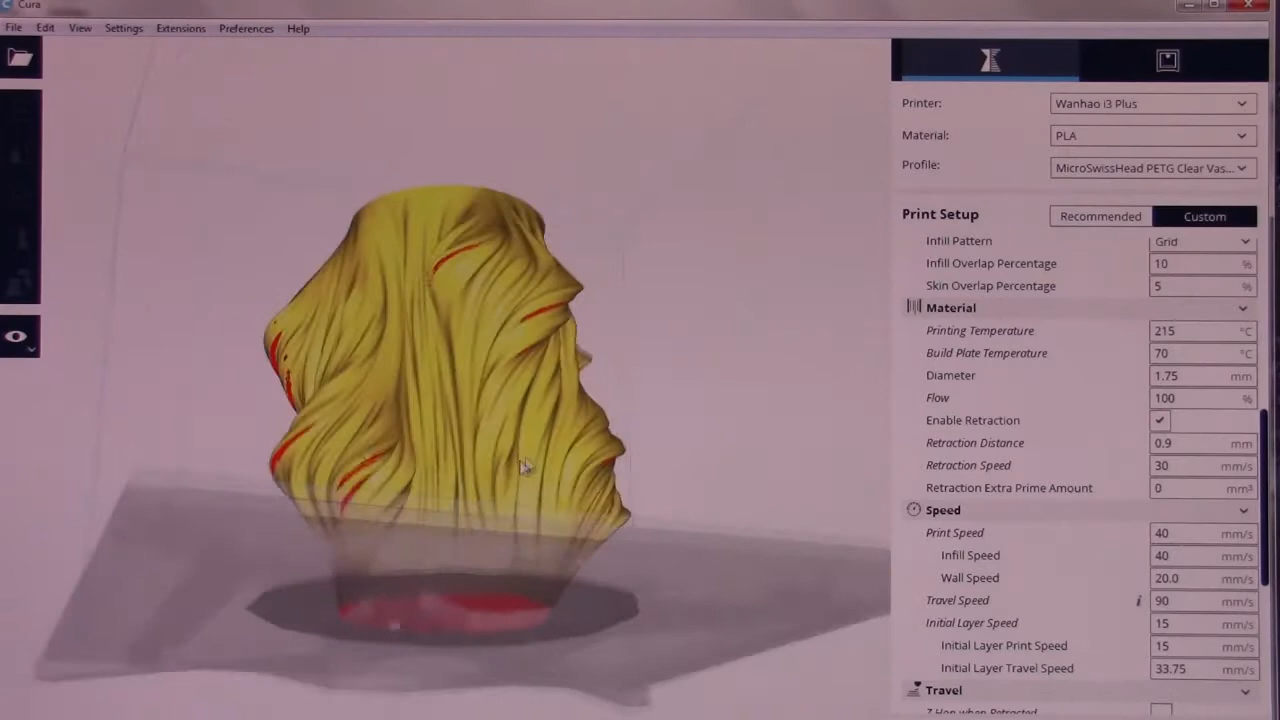 Cura
File Edit View Settings Extensions Preferences Help
Printer: Wanhao i3 Plus
Material: PLA
Profile: MicroSwissHead PETG Clear Vas...
Print Setup Recommended Custom
Infill Pattern Grid
Infill Overlap Percentage 10 %
Skin Overlap Percentage 5 %
Material
Printing Temperature 215 °C
Build Plate Temperature 70 °C
Diameter 1.75 mm
Flow 100 %
Enable Retraction
Retraction Distance 0.9 mm
Retraction Speed 30 mm/s
Retraction Extra Prime Amount 0 mm³
Speed
Print Speed 40 mm/s
Infill Speed 40 mm/s
Wall Speed 20.0 mm/s
Travel Speed i 90 mm/s
Initial Layer Speed 15 mm/s
Initial Layer Print Speed 15 mm/s
Initial Layer Travel Speed 33.75 mm/s
Travel
Z Hop when Retracted